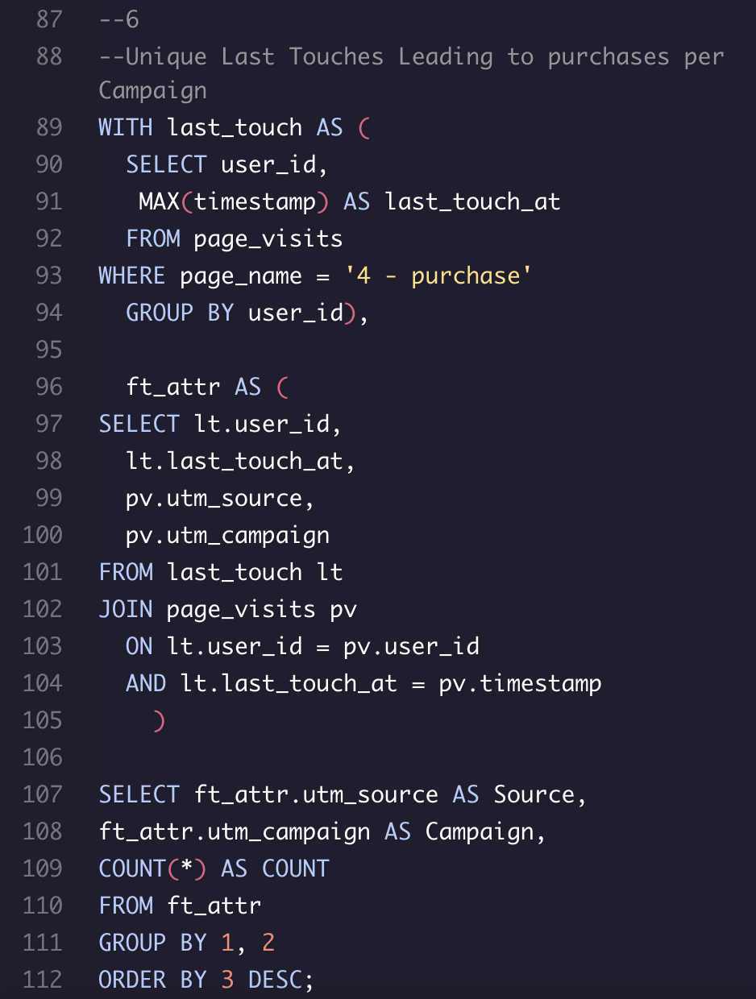 87 --6
88 --Unique Last Touches Leading to purchases per
Campaign
89 WITH last_touch AS (
90   SELECT user_id,
91    MAX(timestamp) AS last_touch_at
92   FROM page_visits
93 WHERE page_name = '4 - purchase'
94   GROUP BY user_id),
95
96   ft_attr AS (
97 SELECT lt.user_id,
98   lt.last_touch_at,
99   pv.utm_source,
100   pv.utm_campaign
101 FROM last_touch lt
102 JOIN page_visits pv
103   ON lt.user_id = pv.user_id
104   AND lt.last_touch_at = pv.timestamp
105     )
106
107 SELECT ft_attr.utm_source AS Source,
108 ft_attr.utm_campaign AS Campaign,
109 COUNT(*) AS COUNT
110 FROM ft_attr
111 GROUP BY 1, 2
112 ORDER BY 3 DESC;